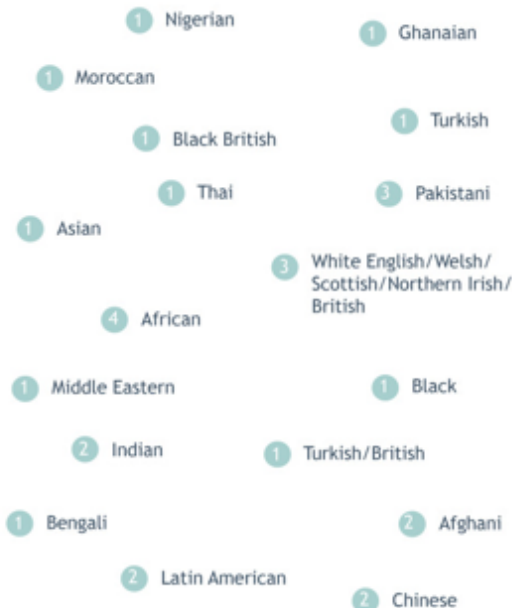 1 Nigerian
1 Ghanaian
1 Moroccan
1 Turkish
1 Black British
1 Thai
3 Pakistani
1 Asian
3 White English/Welsh/
Scottish/Northern Irish/
British
4 African
1 Middle Eastern
1 Black
2 Indian
1 Turkish/British
1 Bengali
2 Afghani
2 Latin American
2 Chinese